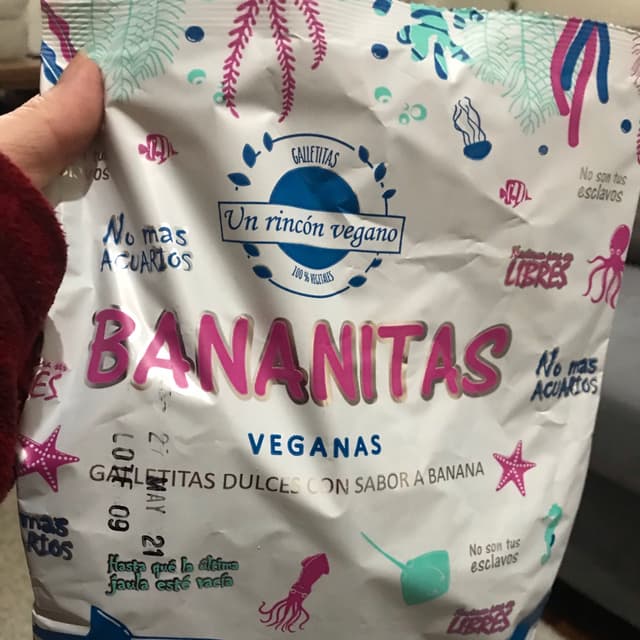 GALLETITAS
Un rincón vegano
100% VEGETALES
No son tus
esclavos
No mas
ACUARIOS
LIBRES
BANANITAS
No mas
ACUARIOS
VEGANAS
GALLETITAS DULCES CON SABOR A BANANA
27 MAY 21
LOTE 09
mas
RIOS
Hasta que la última
jaula esté vacía
No son tus
esclavos
LIBRES